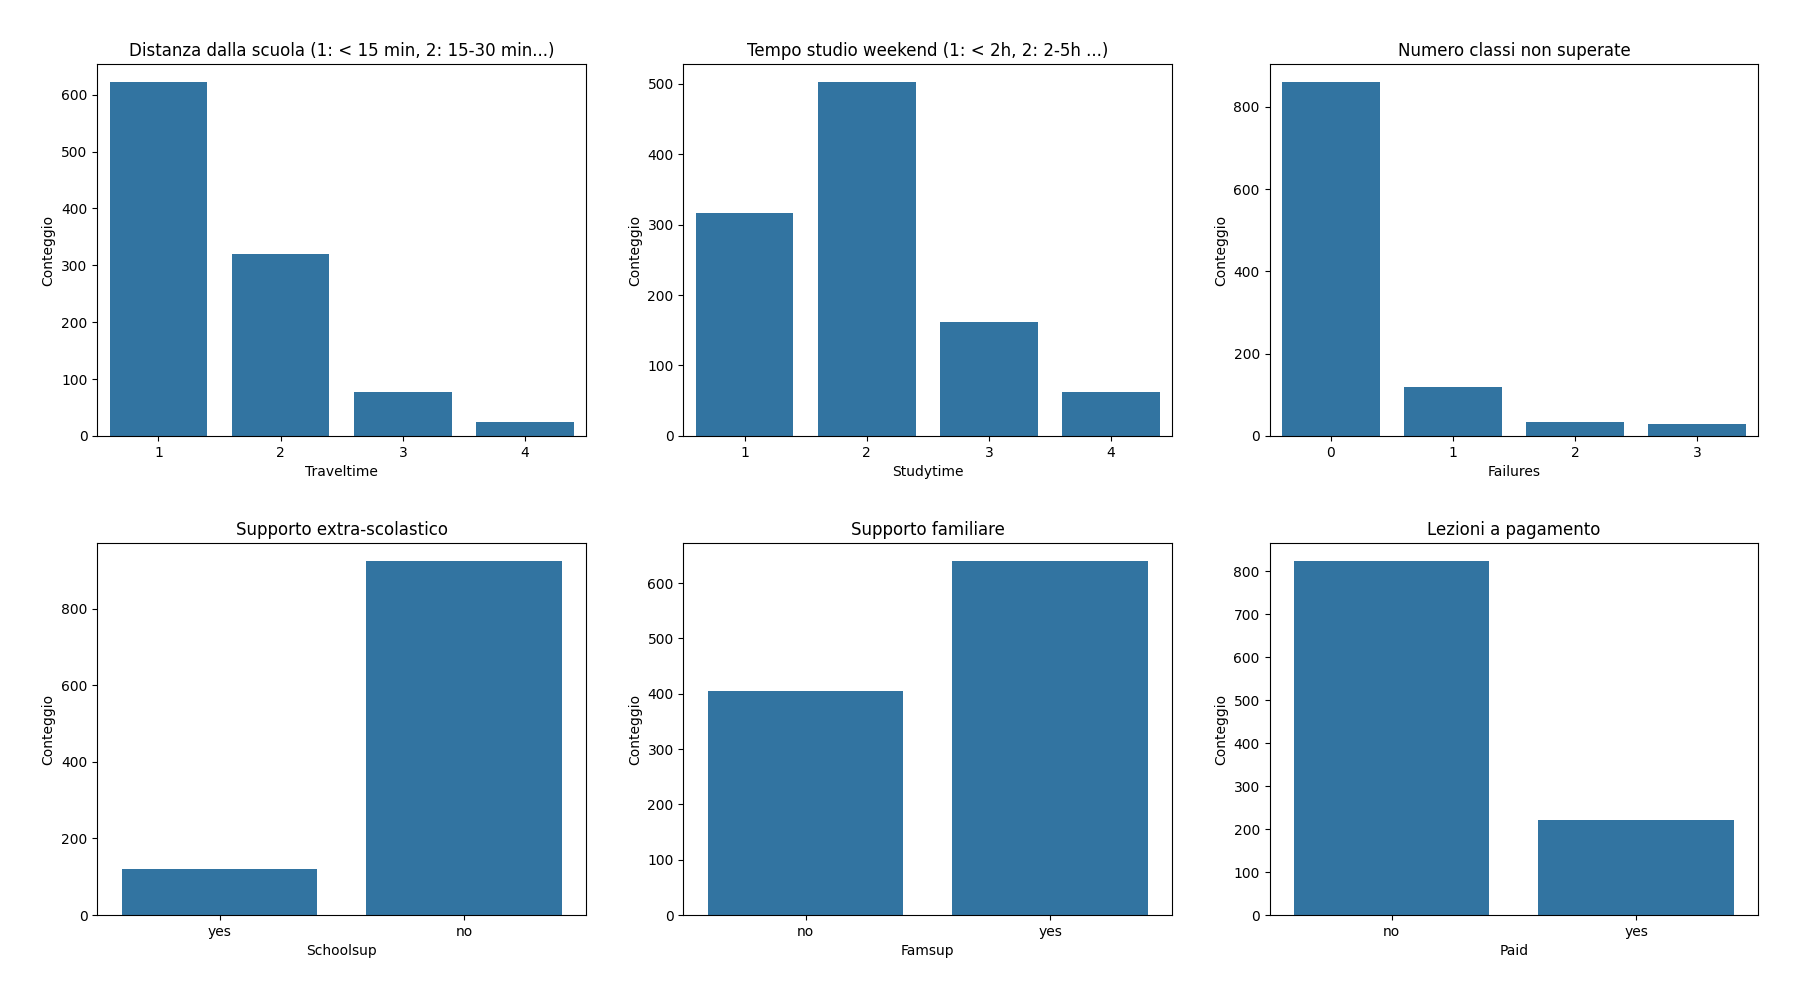 Distanza dalla scuola (1: < 15 min, 2: 15-30 min...)
600
500
400
300
200
100
0
Conteggio
1 2 3 4
Traveltime
Tempo studio weekend (1: < 2h, 2: 2-5h ...)
500
400
300
200
100
0
Conteggio
1 2 3 4
Studytime
Numero classi non superate
800
600
400
200
0
Conteggio
0 1 2 3
Failures
Supporto extra-scolastico
800
600
400
200
0
Conteggio
yes no
Schoolsup
Supporto familiare
600
500
400
300
200
100
0
Conteggio
no yes
Famsup
Lezioni a pagamento
800
700
600
500
400
300
200
100
0
Conteggio
no yes
Paid